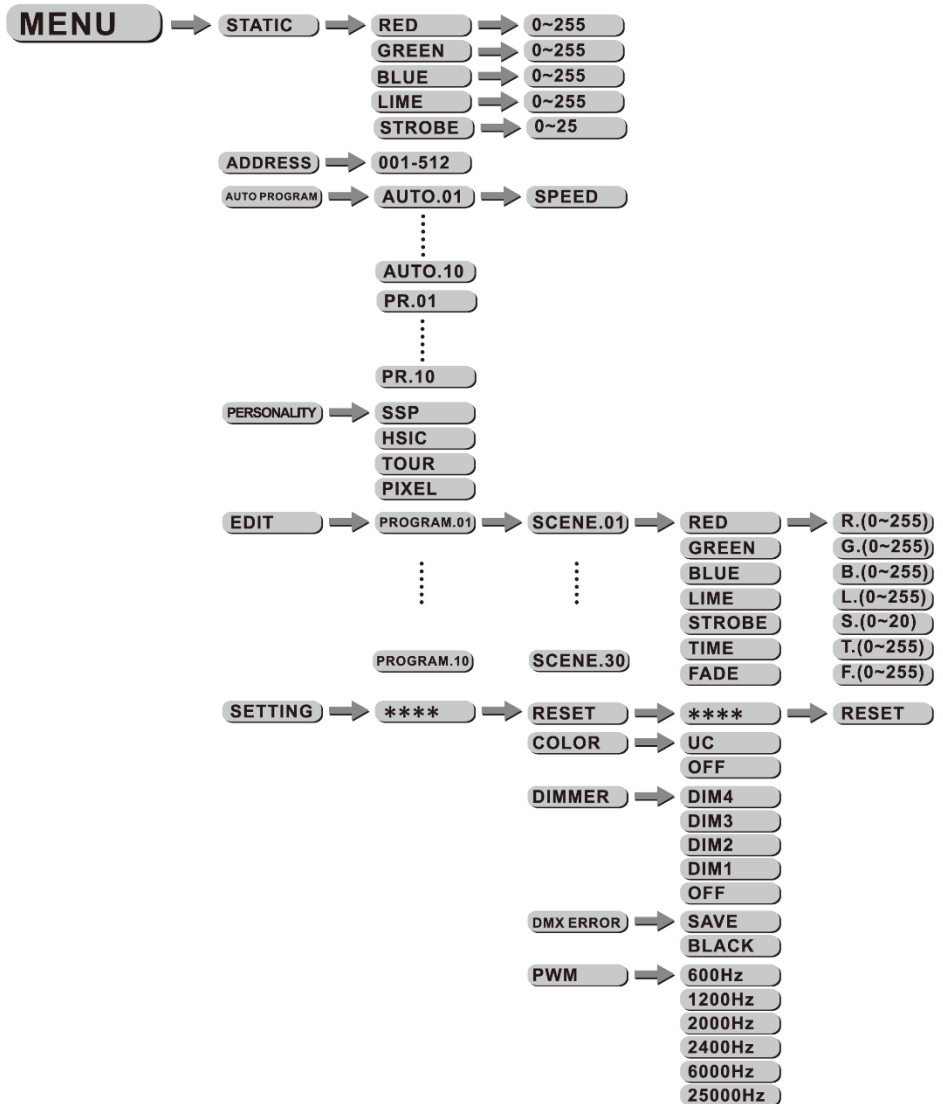 MENU STATIC RED 0~255
GREEN 0~255
BLUE 0~255
LIME 0~255
STROBE 0~25
ADDRESS 001-512
AUTO PROGRAM AUTO.01 SPEED
AUTO.10
PR.01
PR.10
PERSONALITY SSP
HSIC
TOUR
PIXEL
EDIT PROGRAM.01 SCENE.01 RED R.(0~255)
GREEN G.(0~255)
BLUE B.(0~255)
LIME L.(0~255)
STROBE S.(0~20)
PROGRAM.10 SCENE.30 TIME T.(0~255)
FADE F.(0~255)
SETTING **** RESET **** RESET
COLOR UC
OFF
DIMMER DIM4
DIM3
DIM2
DIM1
OFF
DMX ERROR SAVE
BLACK
PWM 600Hz
1200Hz
2000Hz
2400Hz
6000Hz
25000Hz